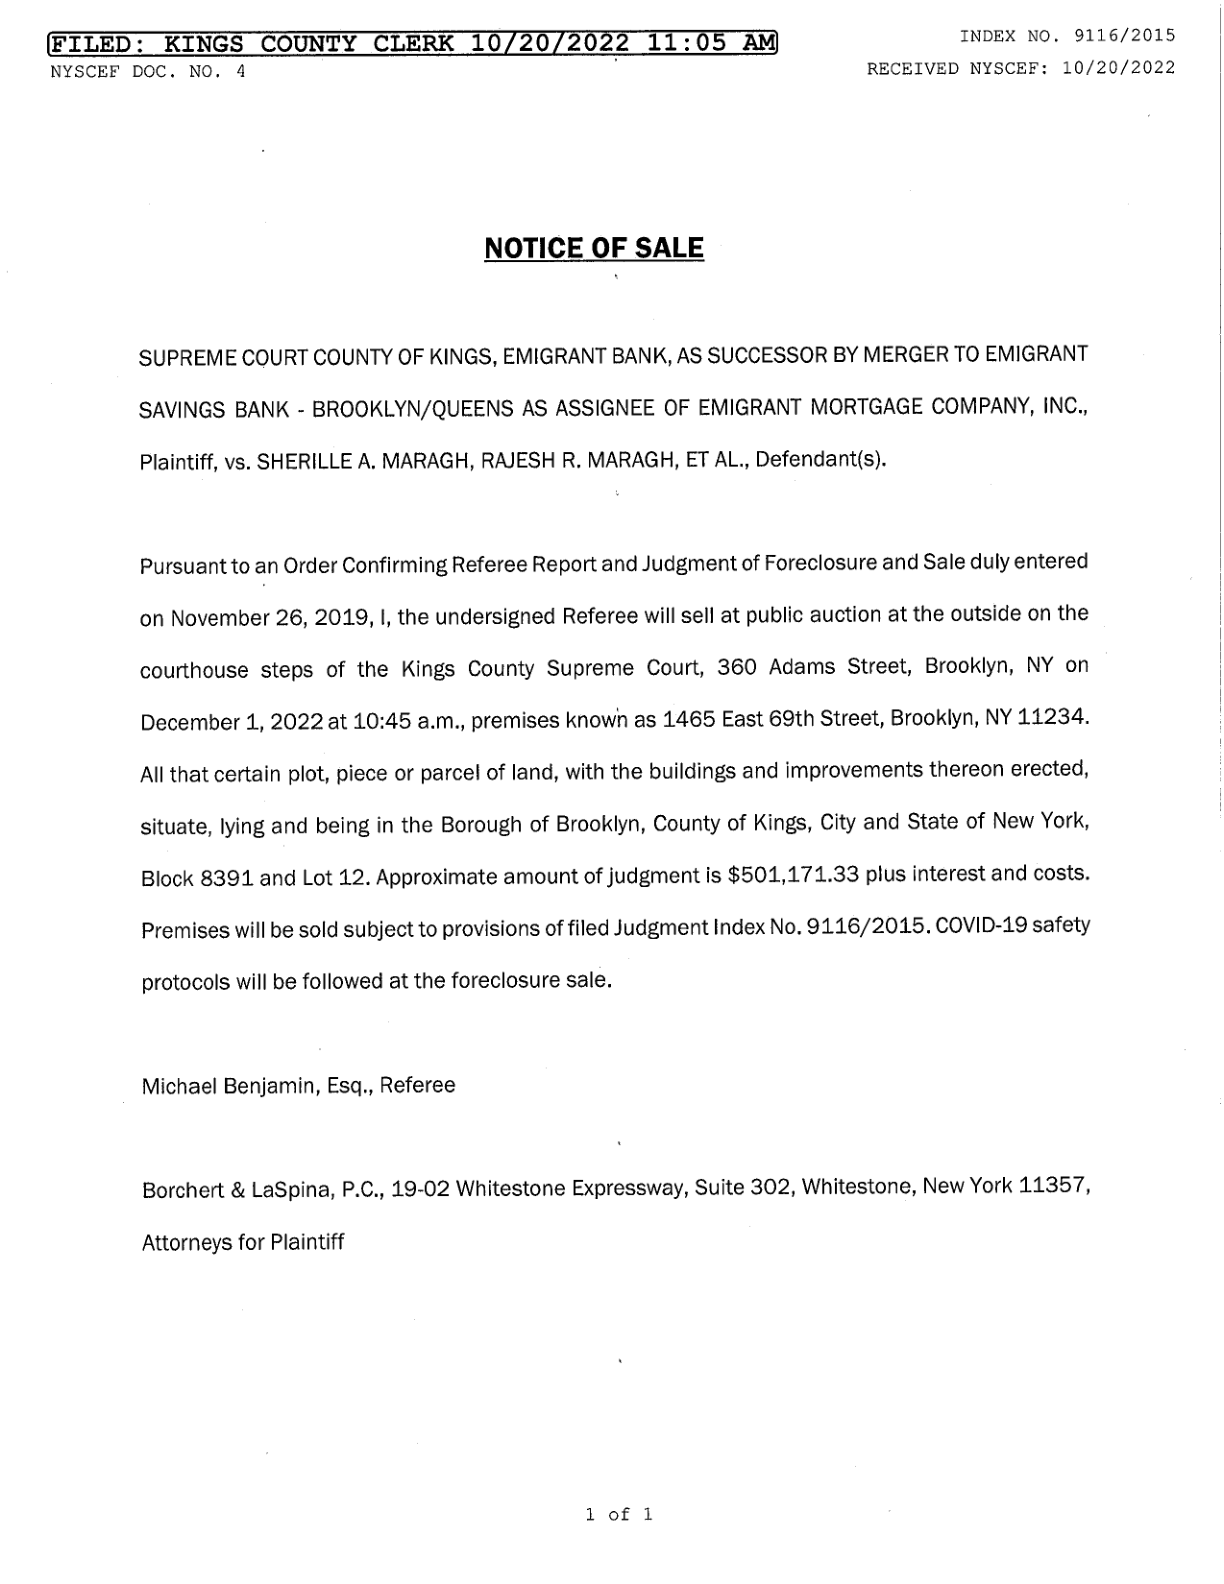 FILED: KINGS COUNTY CLERK 10/20/2022 11:05 AM
INDEX NO. 9116/2015
NYSCEF DOC. NO. 4
RECEIVED NYSCEF: 10/20/2022
NOTICE OF SALE
SUPREME COURT COUNTY OF KINGS, EMIGRANT BANK, AS SUCCESSOR BY MERGER TO EMIGRANT
SAVINGS BANK - BROOKLYN/QUEENS AS ASSIGNEE OF EMIGRANT MORTGAGE COMPANY, INC.,
Plaintiff, vs. SHERILLE A. MARAGH, RAJESH R. MARAGH, ET AL., Defendant(s).
Pursuant to an Order Confirming Referee Report and Judgment of Foreclosure and Sale duly entered
on November 26, 2019, I, the undersigned Referee will sell at public auction at the outside on the
courthouse steps of the Kings County Supreme Court, 360 Adams Street, Brooklyn, NY on
December 1, 2022 at 10:45 a.m., premises known as 1465 East 69th Street, Brooklyn, NY 11234.
All that certain plot, piece or parcel of land, with the buildings and improvements thereon erected,
situate, lying and being in the Borough of Brooklyn, County of Kings, City and State of New York,
Block 8391 and Lot 12. Approximate amount of judgment is $501,171.33 plus interest and costs.
Premises will be sold subject to provisions of filed Judgment Index No. 9116/2015. COVID-19 safety
protocols will be followed at the foreclosure sale.
Michael Benjamin, Esq., Referee
Borchert & LaSpina, P.C., 19-02 Whitestone Expressway, Suite 302, Whitestone, New York 11357,
Attorneys for Plaintiff
1 of 1